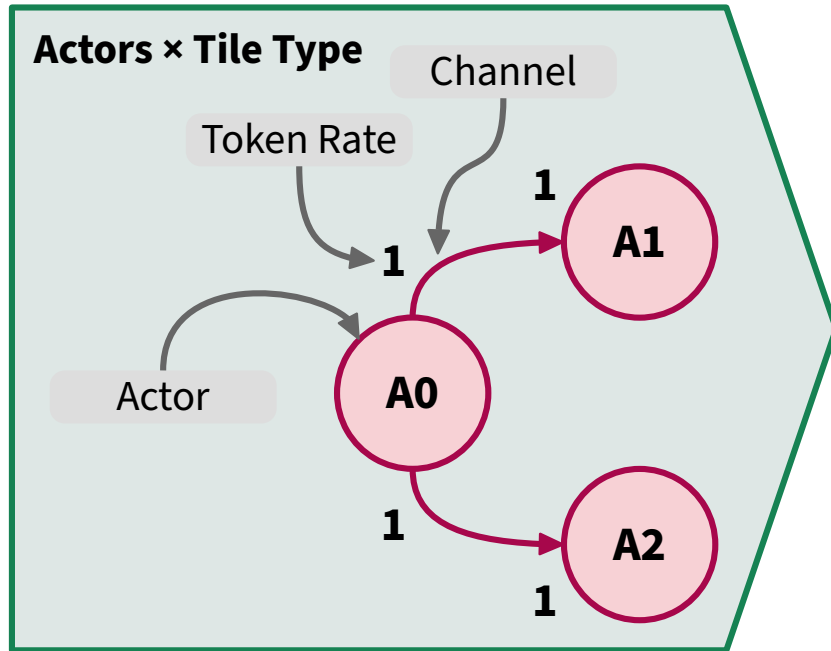 Actors × Tile Type
Channel
Token Rate
1
A1
1
Actor
A0
1
A2
1